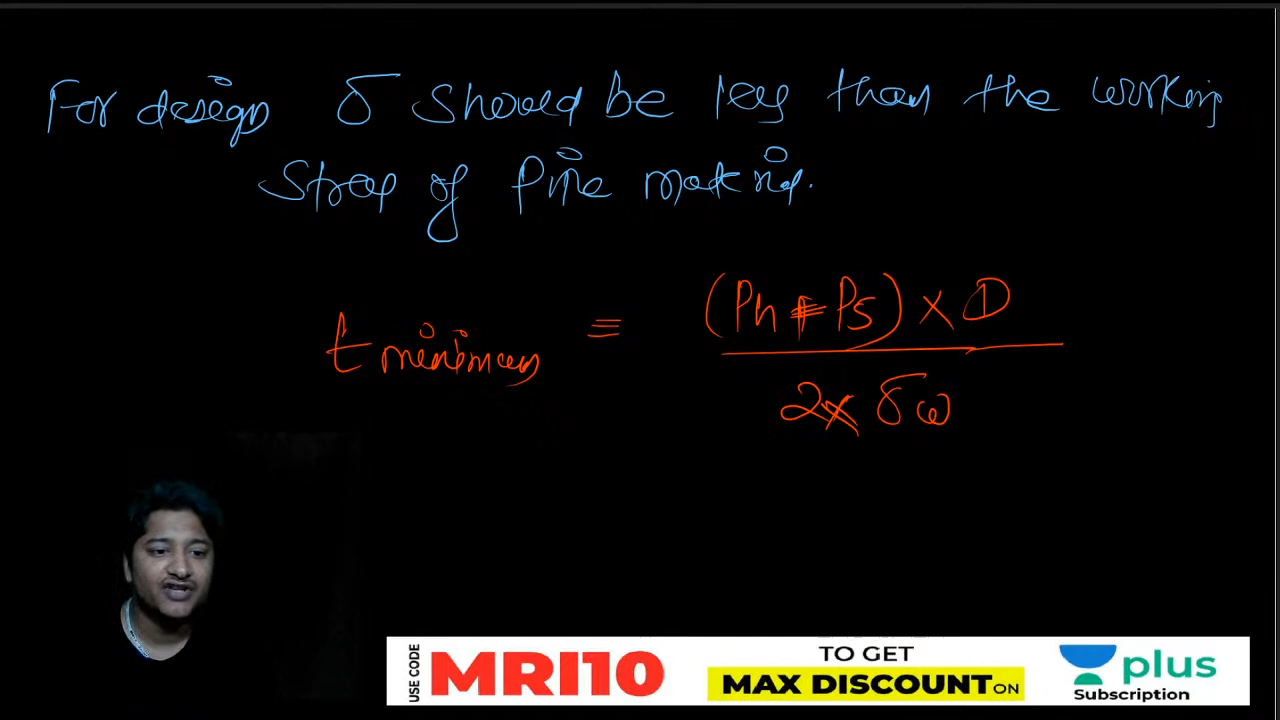 For design σ should be less than the working
stress of Pipe material.
t minimum = (Ph + Ps) × D
2 × σω
USE CODE
MRI10
TO GET
MAX DISCOUNT ON
plus
Subscription